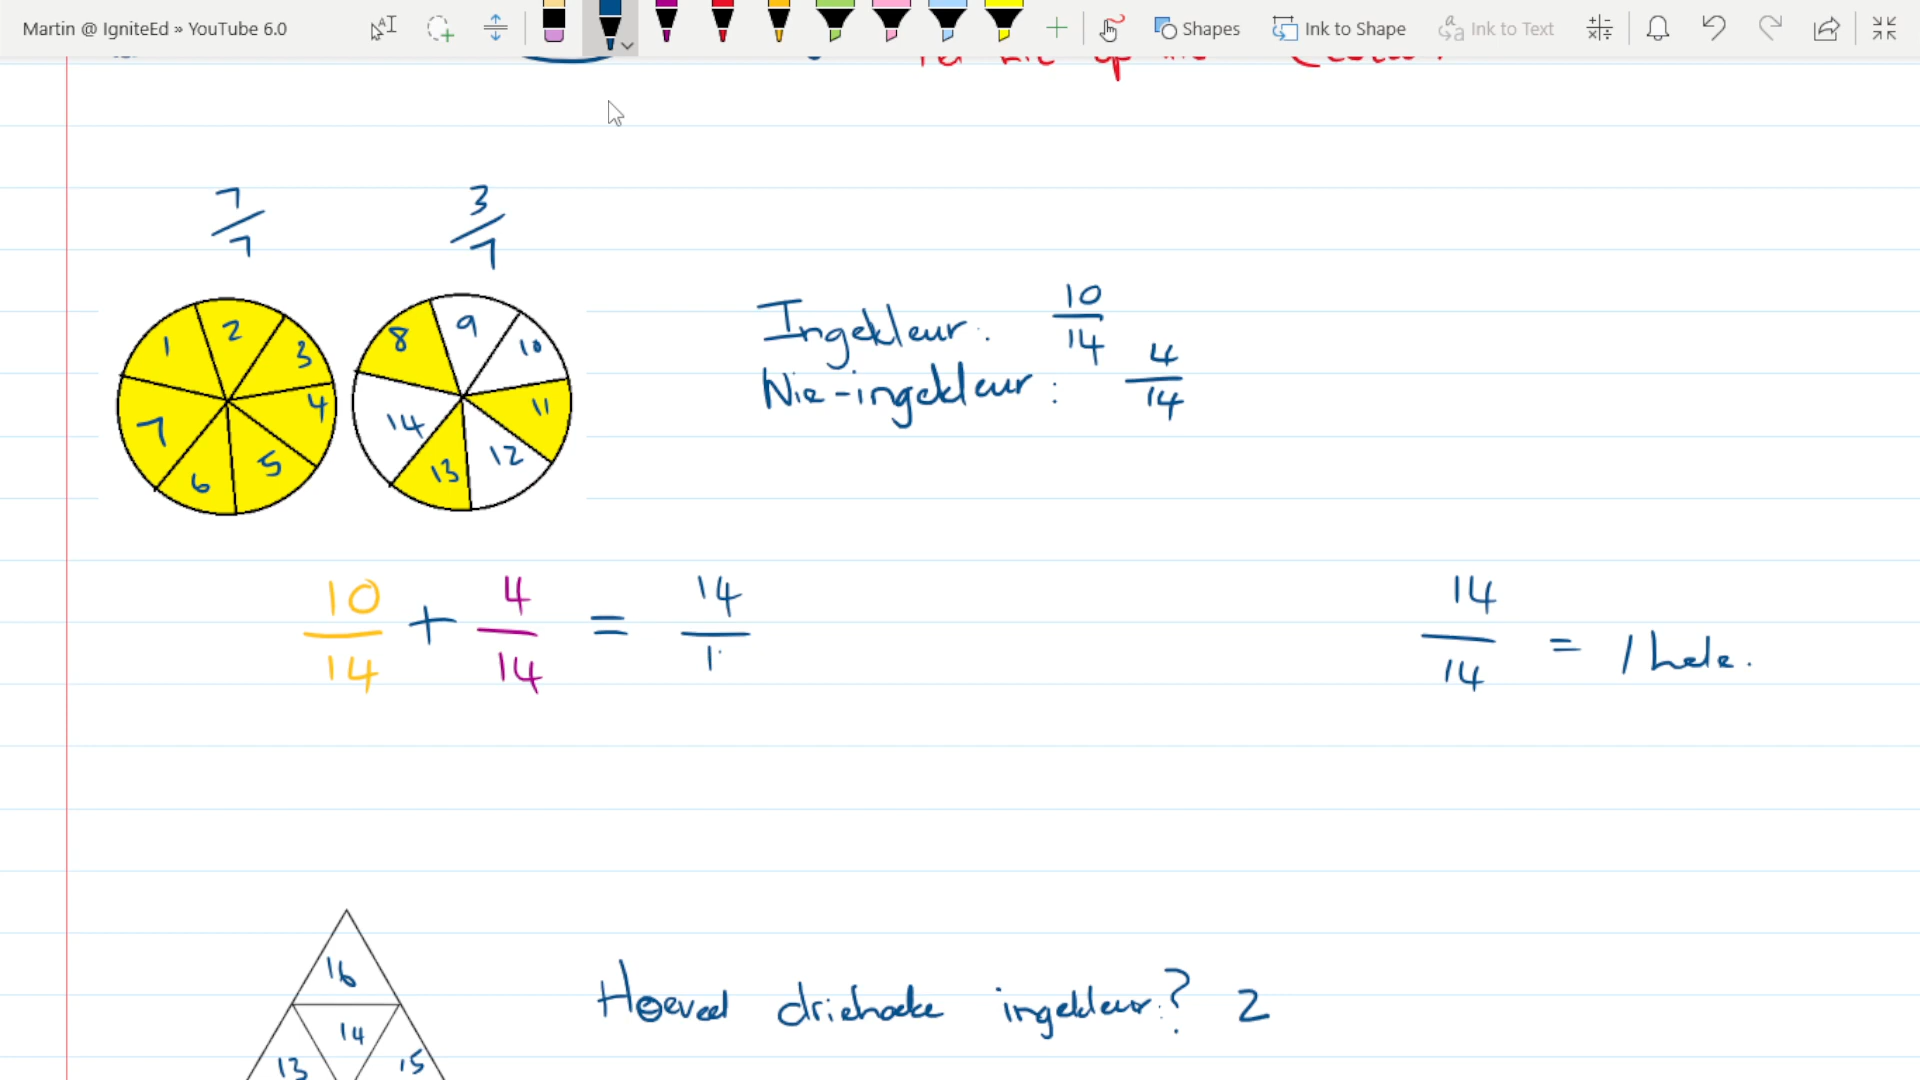 Martin @ IgniteEd » YouTube 6.0
Shapes
Ink to Shape
Ink to Text
7/7
3/7
1 2 3 4 5 6 7
8 9 10 11 12 13 14
Ingekleur: 10/14
Nie-ingekleur: 4/14
10/14 + 4/14 = 14/1
14/14 = 1 hele.
16
14
13 15
Hoeveel driehoeke ingekleur? 2